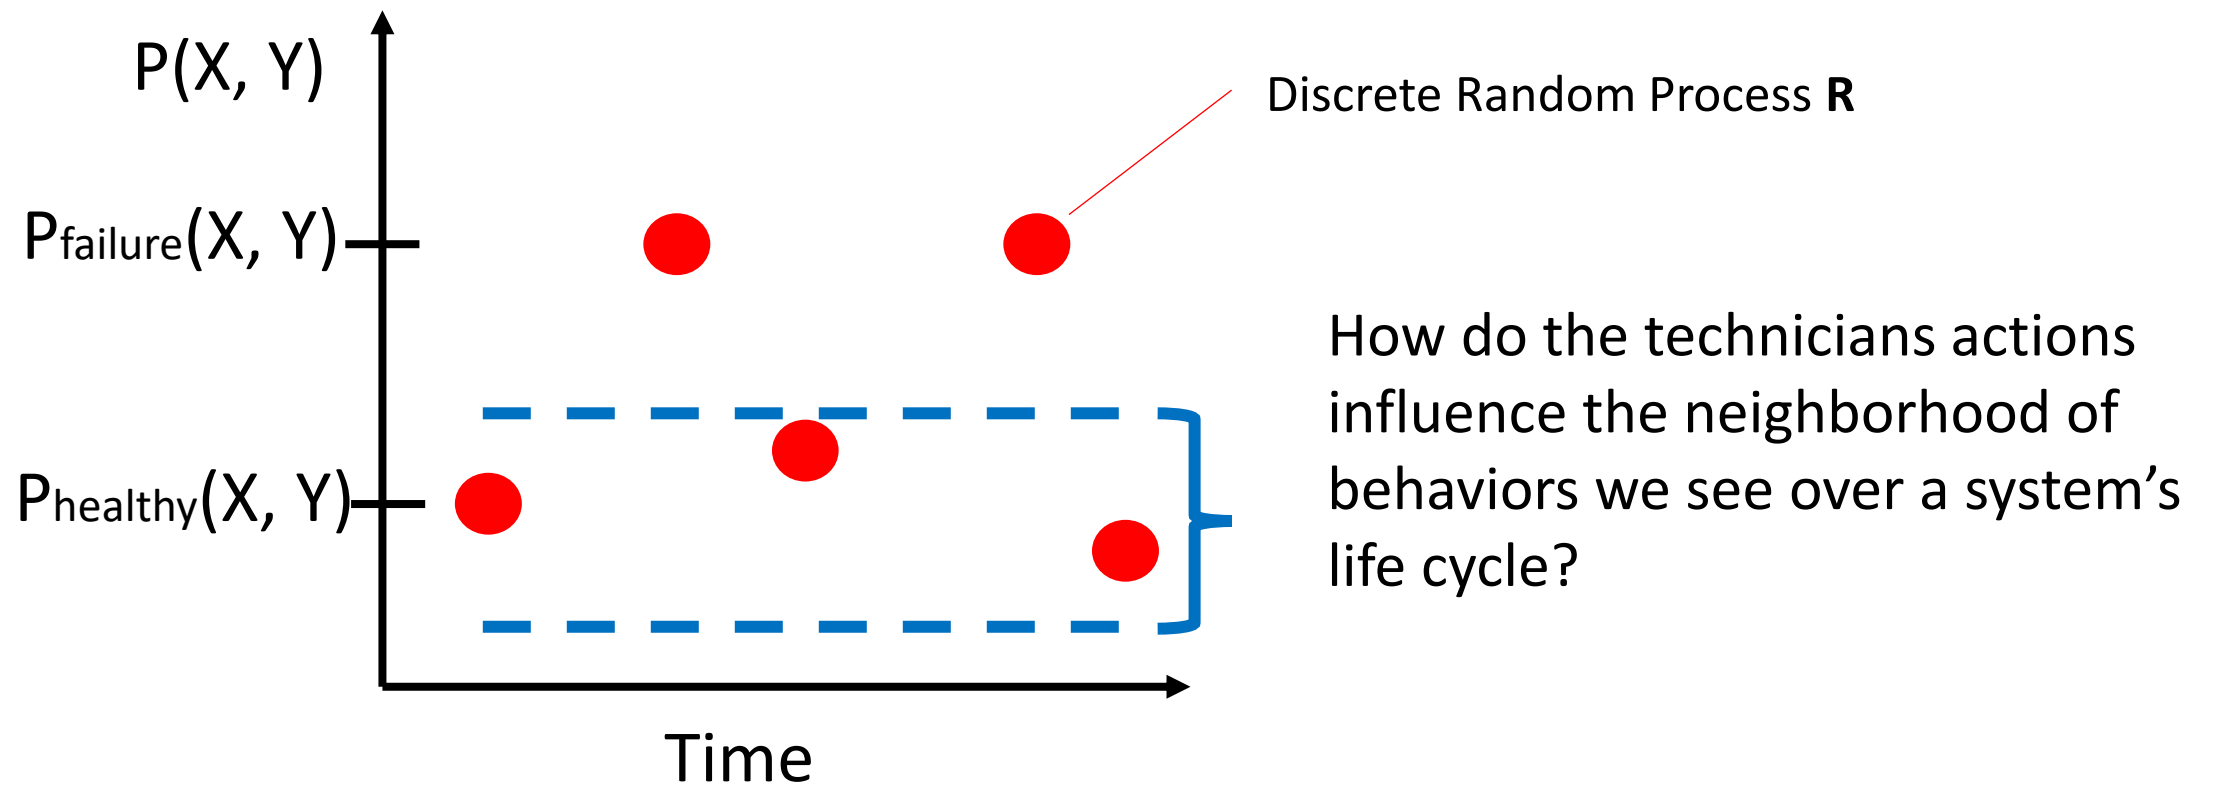 P(X, Y)
Discrete Random Process R
Pfailure(X, Y)
How do the technicians actions
influence the neighborhood of
behaviors we see over a system’s
life cycle?
Phealthy(X, Y)
Time